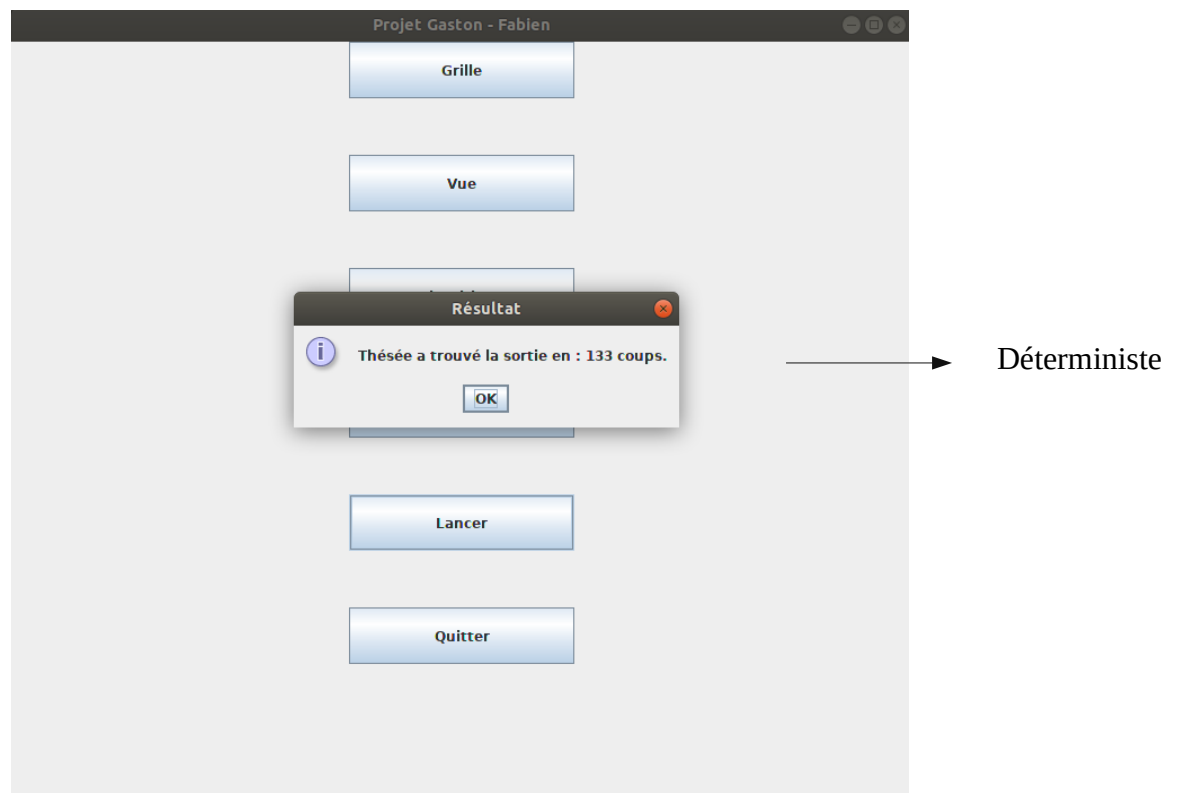 Projet Gaston - Fabien
Grille
Vue
Résultat
Thésée a trouvé la sortie en : 133 coups.
OK
Déterministe
Lancer
Quitter